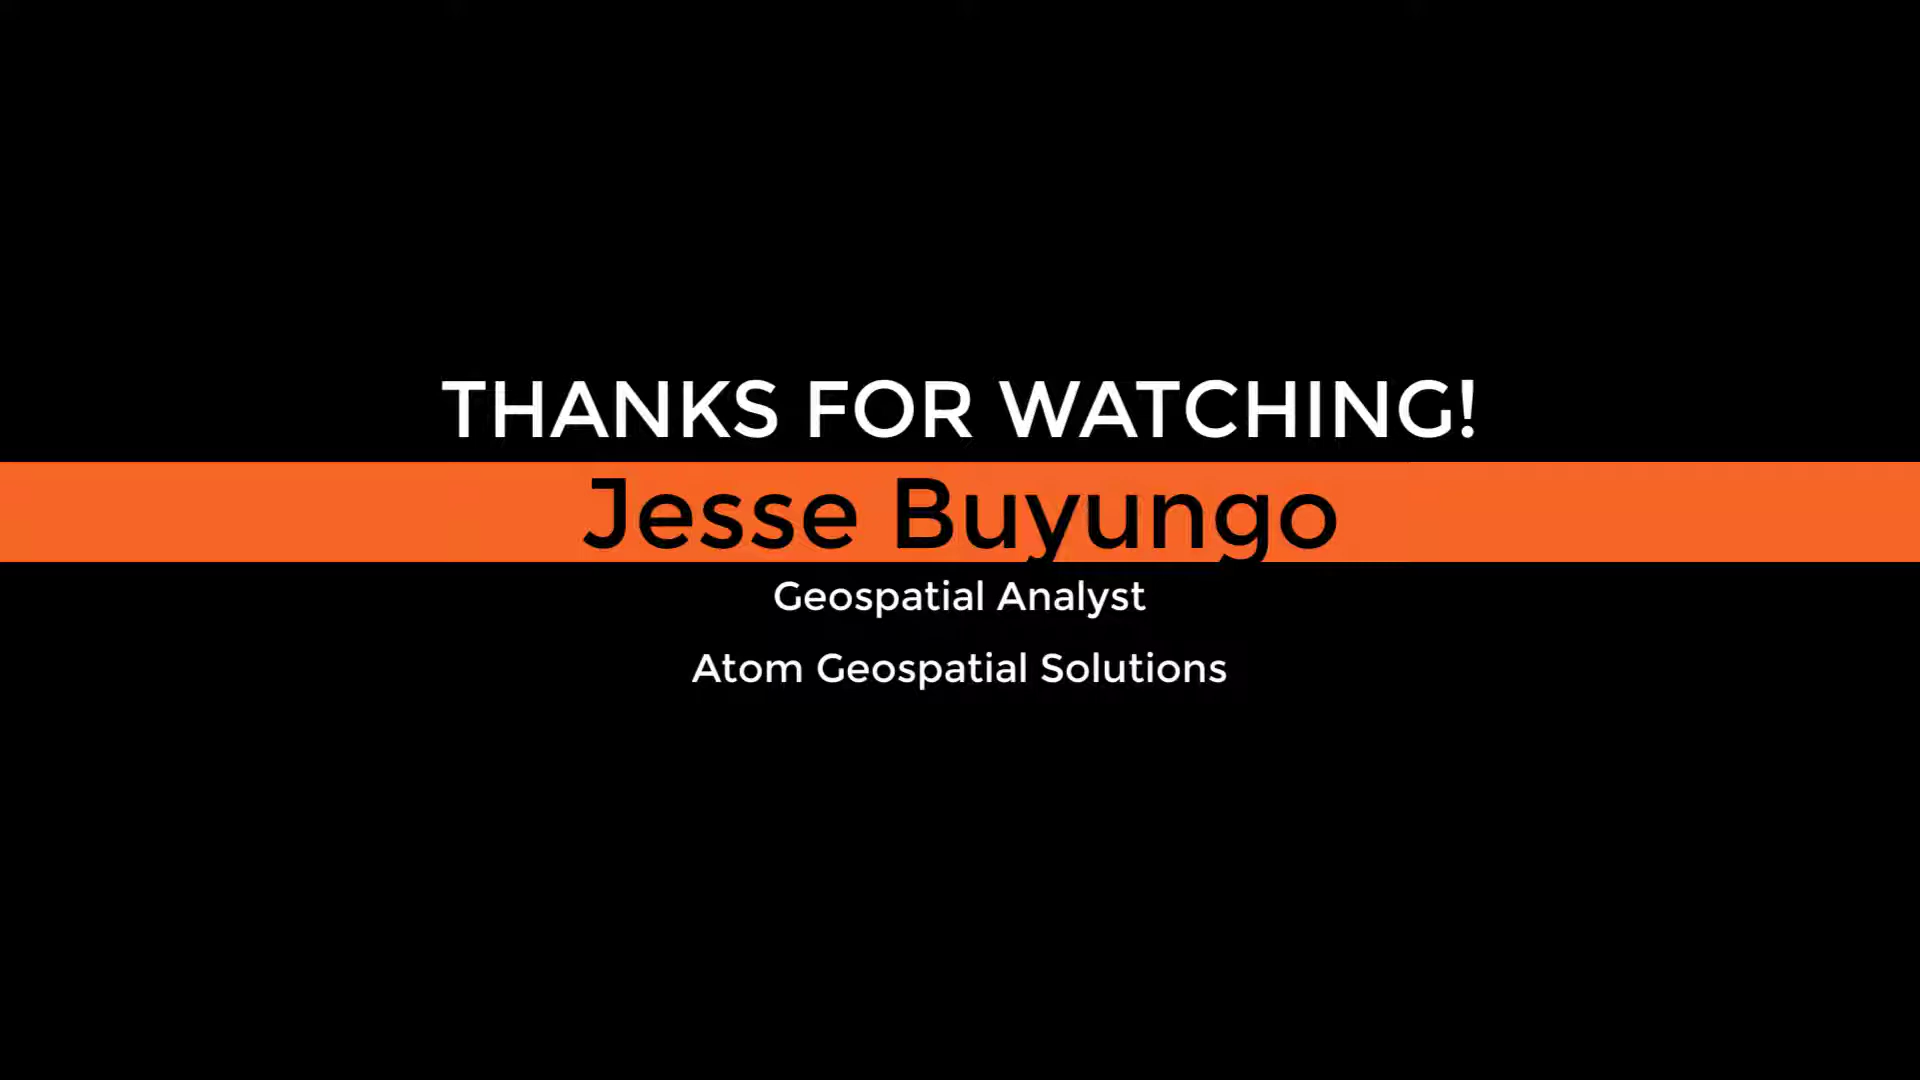 THANKS FOR WATCHING!
Jesse Buyungo
Geospatial Analyst
Atom Geospatial Solutions